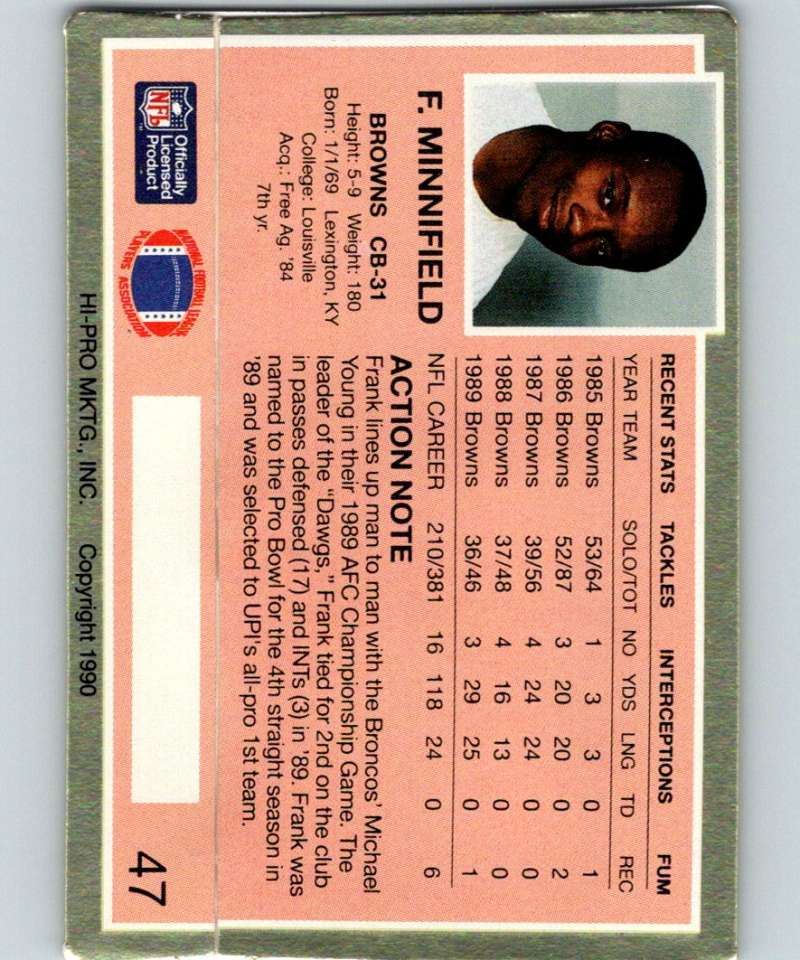 F. MINNIFIELD
BROWNS CB-31
Height: 5-9 Weight: 180
Born: 1/1/69 Lexington, KY
College: Louisville
Acq.: Free Ag. '84
7th yr.
RECENT STATS TACKLES INTERCEPTIONS FUM
YEAR TEAM SOLO/TOT NO YDS LNG TD REC
1985 Browns 53/64 1 3 3 0 1
1986 Browns 52/87 3 20 20 0 2
1987 Browns 39/56 4 24 24 0 0
1988 Browns 37/48 4 16 13 0 0
1989 Browns 36/46 3 29 25 0 1
NFL CAREER 210/381 16 118 24 0 6
ACTION NOTE
Frank lines up man to man with the Broncos' Michael
Young in their 1989 AFC Championship Game. The
leader of the "Dawgs," Frank tied for 2nd on the club
in passes defensed (17) and INTs (3) in '89. Frank was
named to the Pro Bowl for the 4th straight season in
'89 and was selected to UPI's all-pro 1st team.
NFL
Officially
Licensed
Product
NATIONAL FOOTBALL LEAGUE
PLAYERS ASSOCIATION
47
HI-PRO MKTG., INC. Copyright 1990